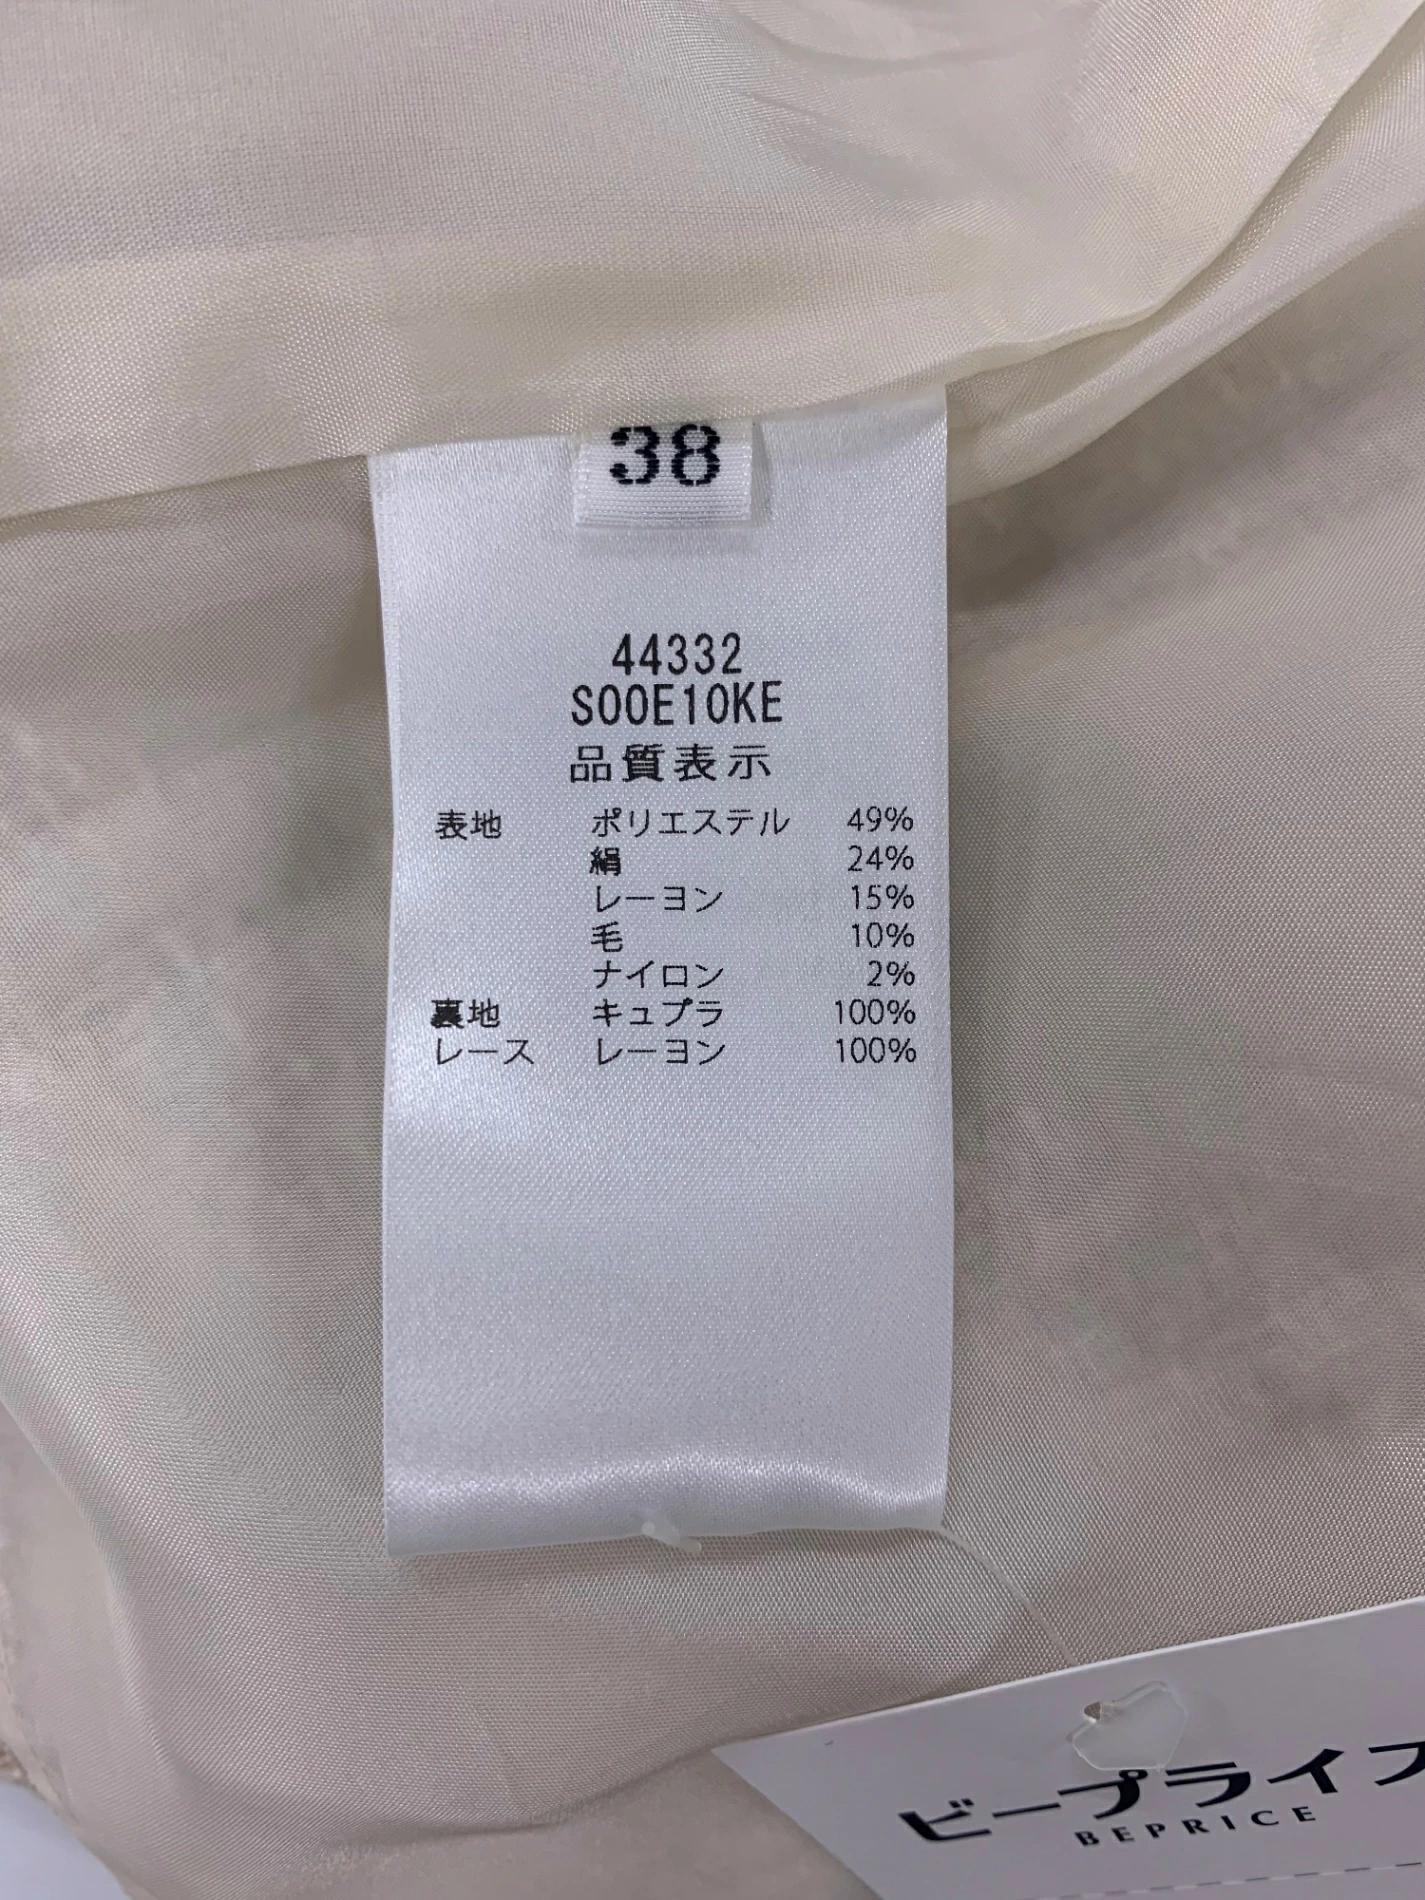 38
44332
S00E10KE
品質表示
表地 ポリエステル 49%
絹 24%
レーヨン 15%
毛 10%
ナイロン 2%
裏地 キュプラ 100%
レース レーヨン 100%
ビープライス
BEPRICE